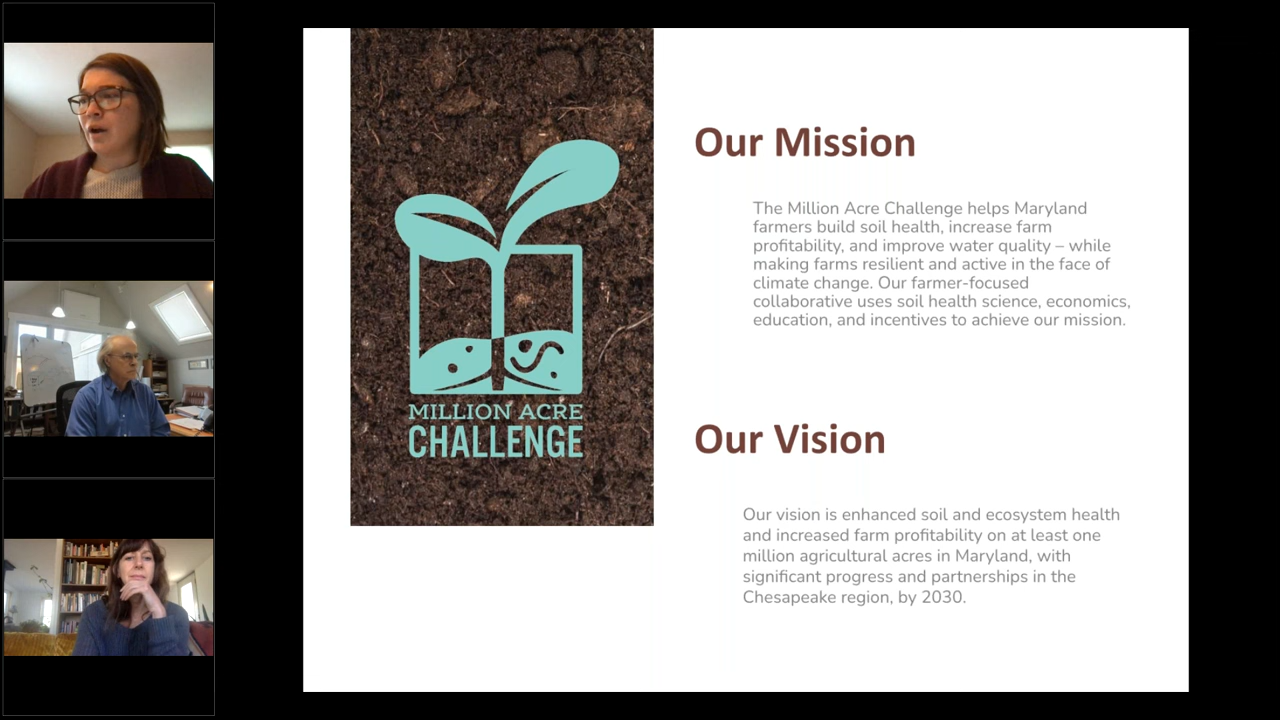 Our Mission
The Million Acre Challenge helps Maryland
farmers build soil health, increase farm
profitability, and improve water quality – while
making farms resilient and active in the face of
climate change. Our farmer-focused
collaborative uses soil health science, economics,
education, and incentives to achieve our mission.
MILLION ACRE
CHALLENGE
Our Vision
Our vision is enhanced soil and ecosystem health
and increased farm profitability on at least one
million agricultural acres in Maryland, with
significant progress and partnerships in the
Chesapeake region, by 2030.